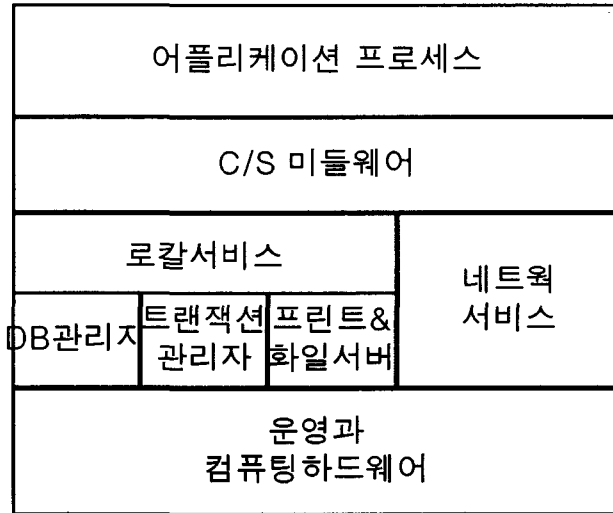 어플리케이션 프로세스
C/S 미들웨어
로칼서비스
네트웍
서비스
DB관리자
트랜잭션
관리자
프린트&
화일서버
운영과
컴퓨팅하드웨어